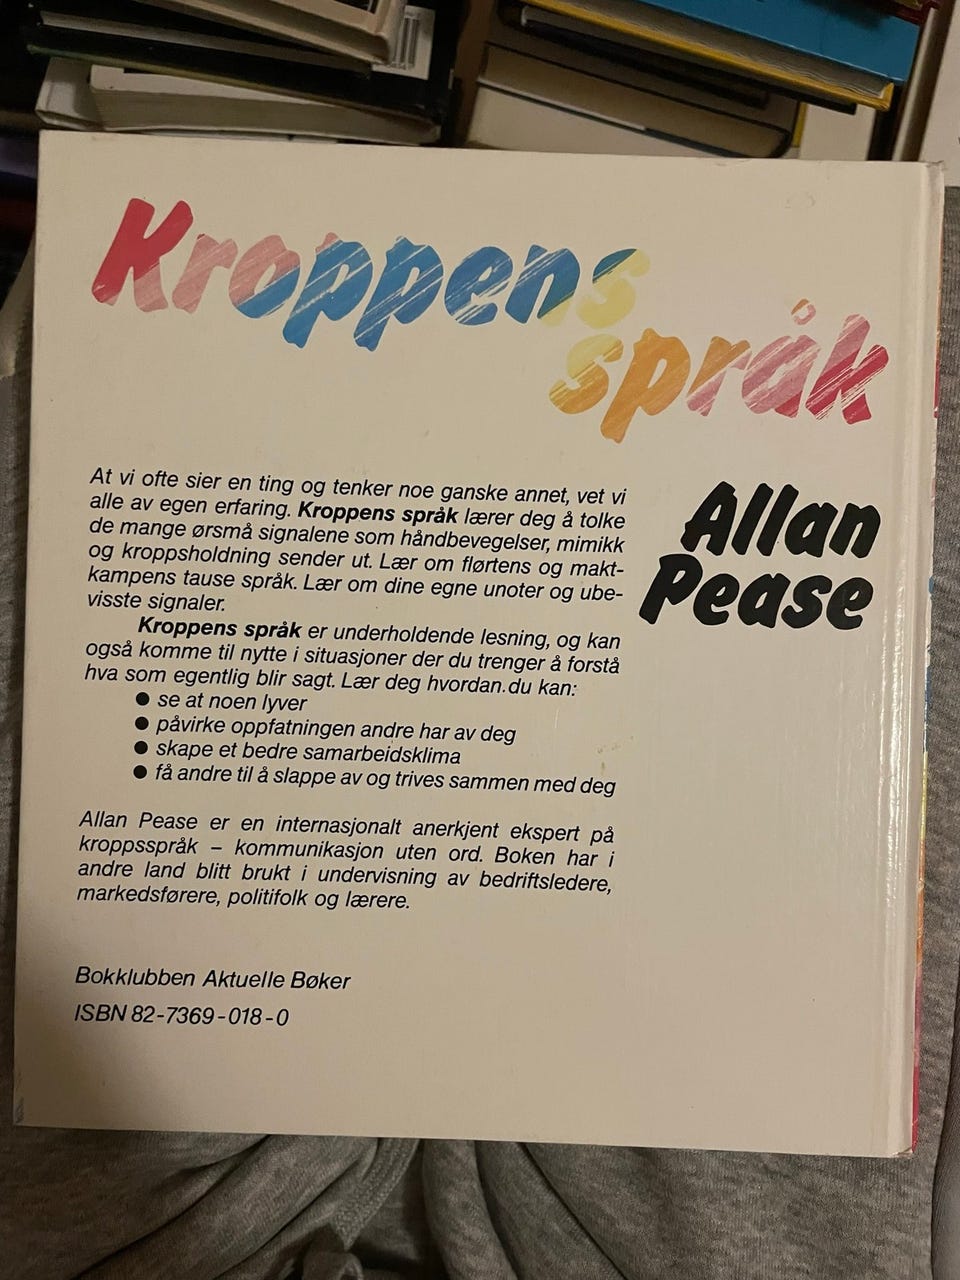 Kroppens
språk
Allan
Pease
At vi ofte sier en ting og tenker noe ganske annet, vet vi
alle av egen erfaring. Kroppens språk lærer deg å tolke
de mange ørsmå signalene som håndbevegelser, mimikk
og kroppsholdning sender ut. Lær om flørtens og makt-
kampens tause språk. Lær om dine egne unoter og ube-
visste signaler.
Kroppens språk er underholdende lesning, og kan
også komme til nytte i situasjoner der du trenger å forstå
hva som egentlig blir sagt. Lær deg hvordan.du kan:
● se at noen lyver
● påvirke oppfatningen andre har av deg
● skape et bedre samarbeidsklima
● få andre til å slappe av og trives sammen med deg
Allan Pease er en internasjonalt anerkjent ekspert på
kroppsspråk – kommunikasjon uten ord. Boken har i
andre land blitt brukt i undervisning av bedriftsledere,
markedsførere, politifolk og lærere.
Bokklubben Aktuelle Bøker
ISBN 82-7369-018-0